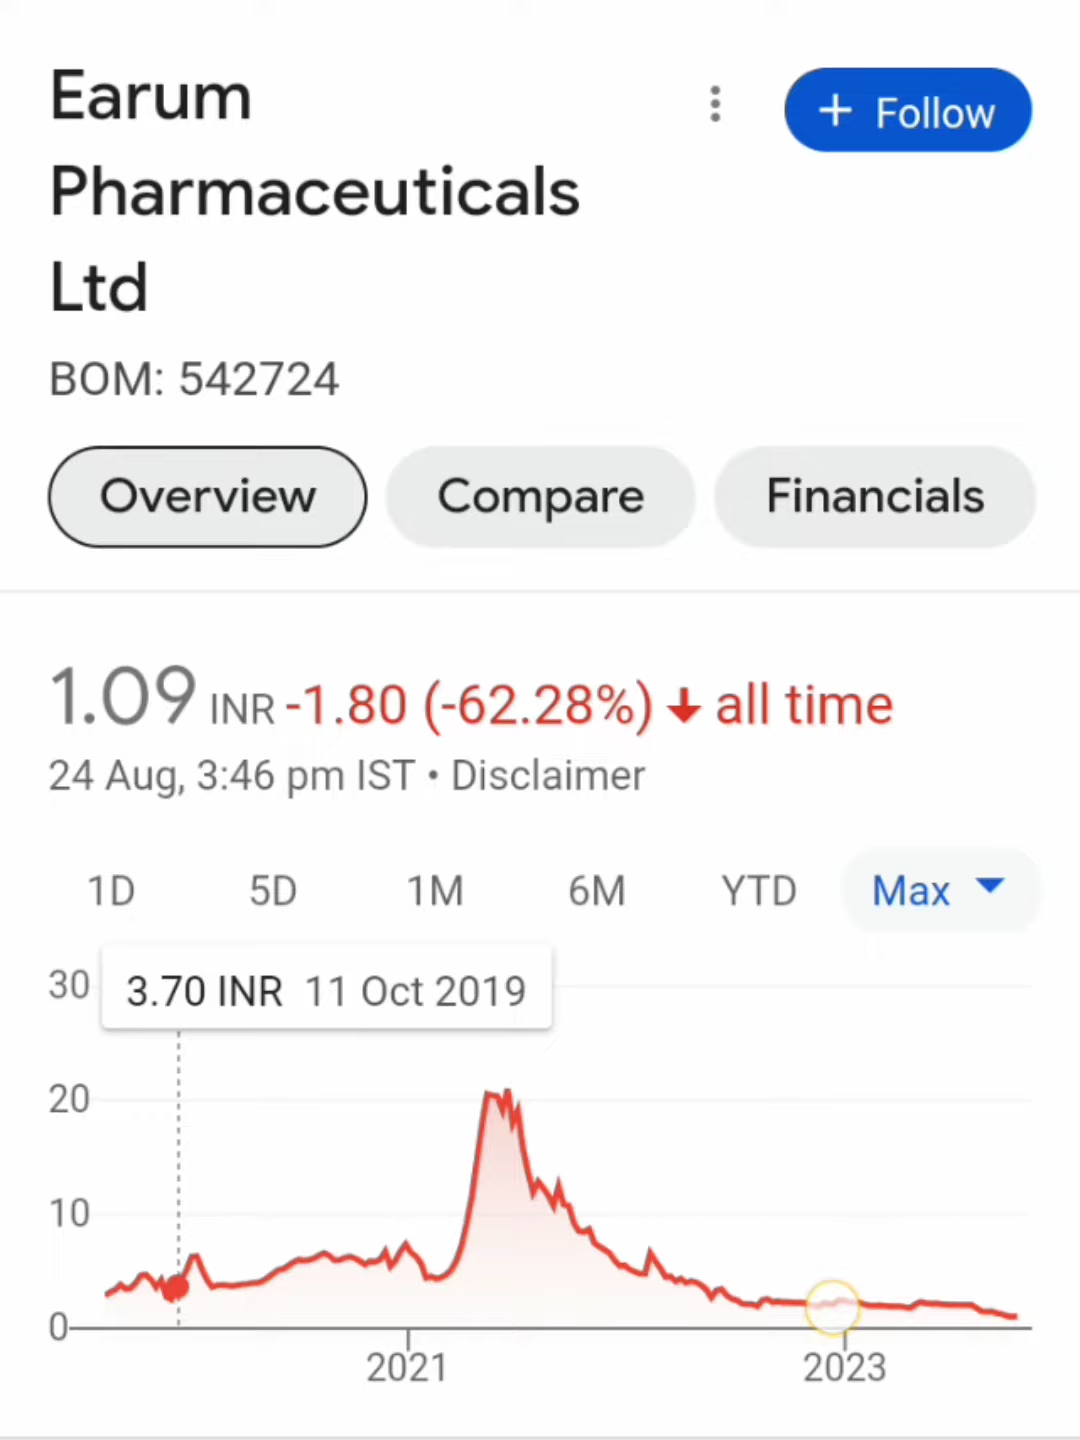 Earum
Pharmaceuticals
Ltd
+ Follow
BOM: 542724
Overview
Compare
Financials
1.09 INR -1.80 (-62.28%) ↓ all time
24 Aug, 3:46 pm IST • Disclaimer
1D 5D 1M 6M YTD Max
3.70 INR 11 Oct 2019
30
20
10
0
2021 2023